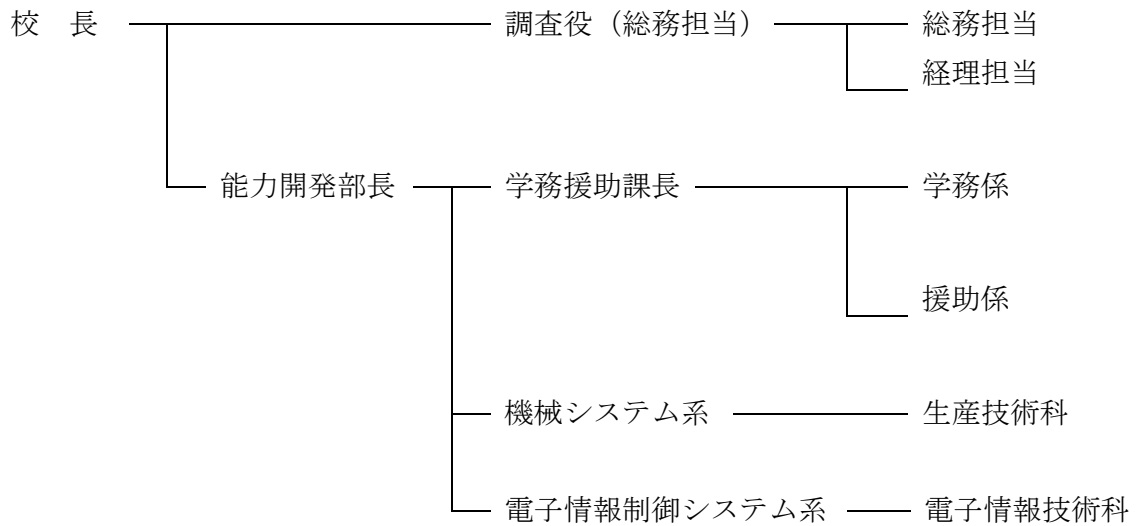 校　長 調査役（総務担当） 総務担当
経理担当
能力開発部長 学務援助課長 学務係
援助係
機械システム系 生産技術科
電子情報制御システム系 電子情報技術科